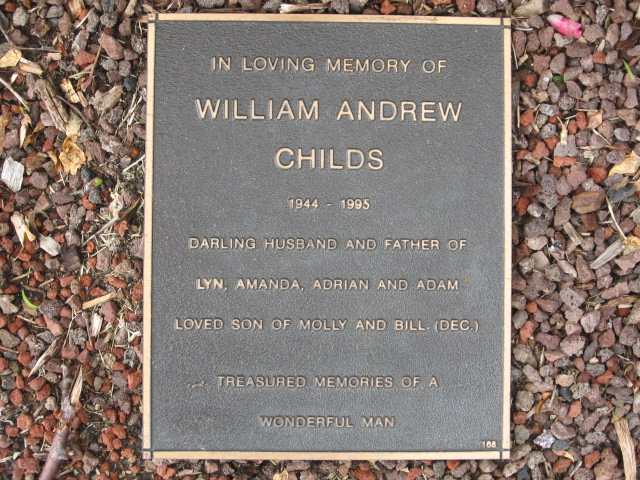 IN LOVING MEMORY OF
WILLIAM ANDREW
CHILDS
1944 - 1995
DARLING HUSBAND AND FATHER OF
LYN, AMANDA, ADRIAN AND ADAM
LOVED SON OF MOLLY AND BILL. (DEC.)
TREASURED MEMORIES OF A
WONDERFUL MAN
168